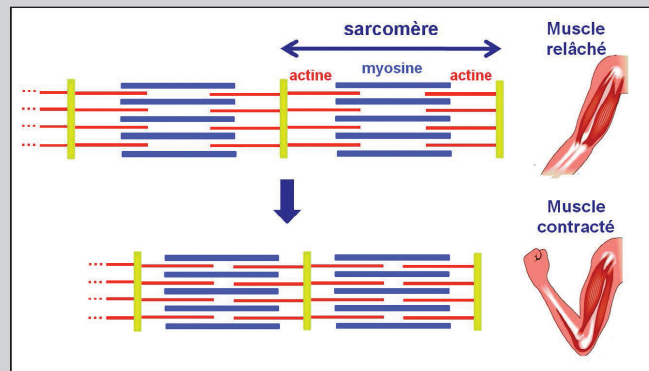 sarcomère
Muscle
relâché
actine
myosine
actine
Muscle
contracté